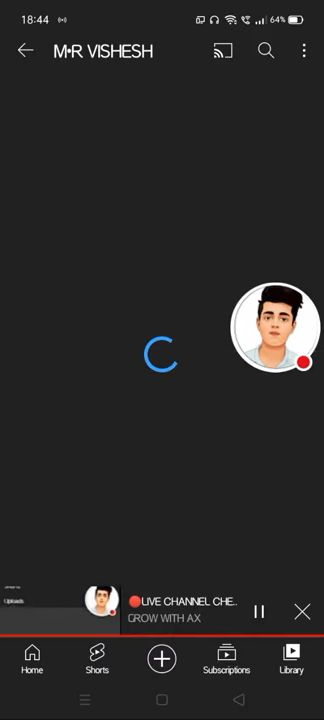 18:44
64%
M•R VISHESH
Uploads
🔴LIVE CHANNEL CHE..
GROW WITH AX
Home
Shorts
Subscriptions
Library